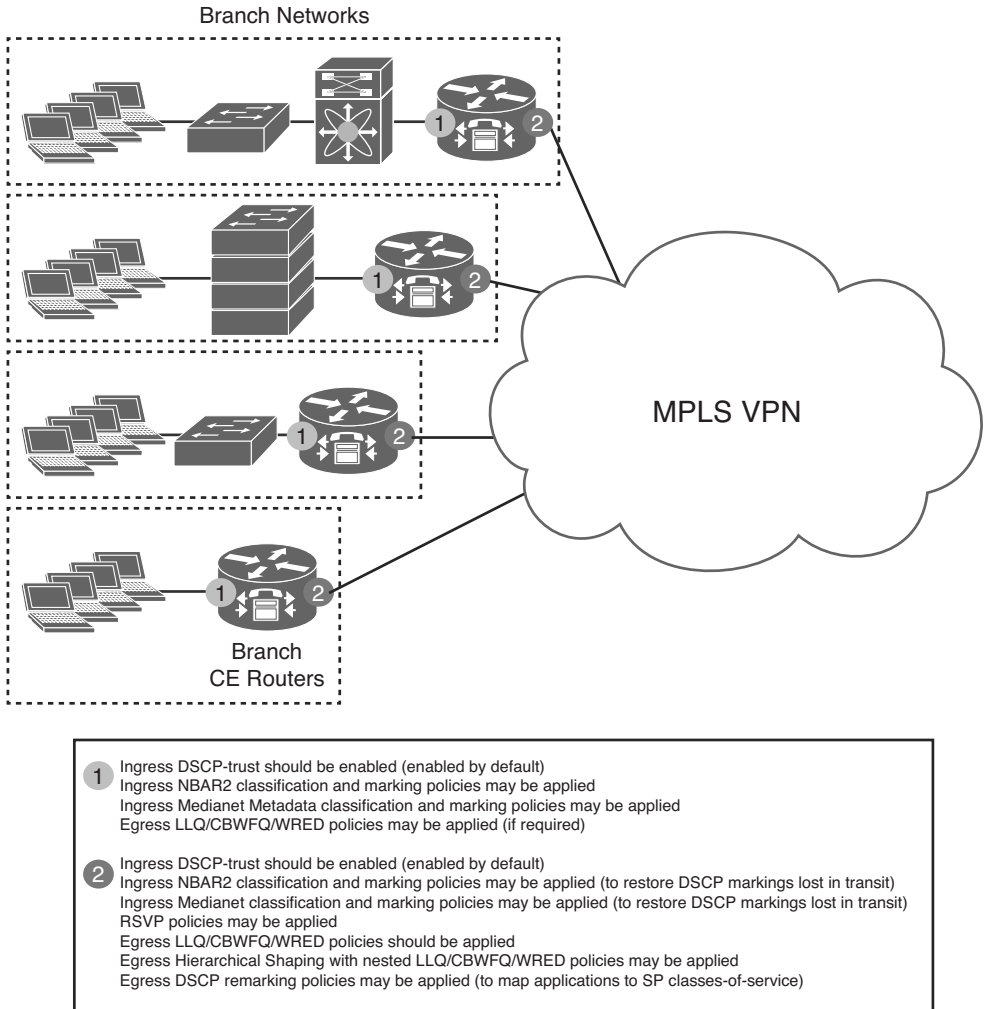 Branch Networks
1
2
1
2
MPLS VPN
1
2
1
2
Branch
CE Routers
1
Ingress DSCP-trust should be enabled (enabled by default)
Ingress NBAR2 classification and marking policies may be applied
Ingress Medianet Metadata classification and marking policies may be applied
Egress LLQ/CBWFQ/WRED policies may be applied (if required)
2
Ingress DSCP-trust should be enabled (enabled by default)
Ingress NBAR2 classification and marking policies may be applied (to restore DSCP markings lost in transit)
Ingress Medianet classification and marking policies may be applied (to restore DSCP markings lost in transit)
RSVP policies may be applied
Egress LLQ/CBWFQ/WRED policies should be applied
Egress Hierarchical Shaping with nested LLQ/CBWFQ/WRED policies may be applied
Egress DSCP remarking policies may be applied (to map applications to SP classes-of-service)